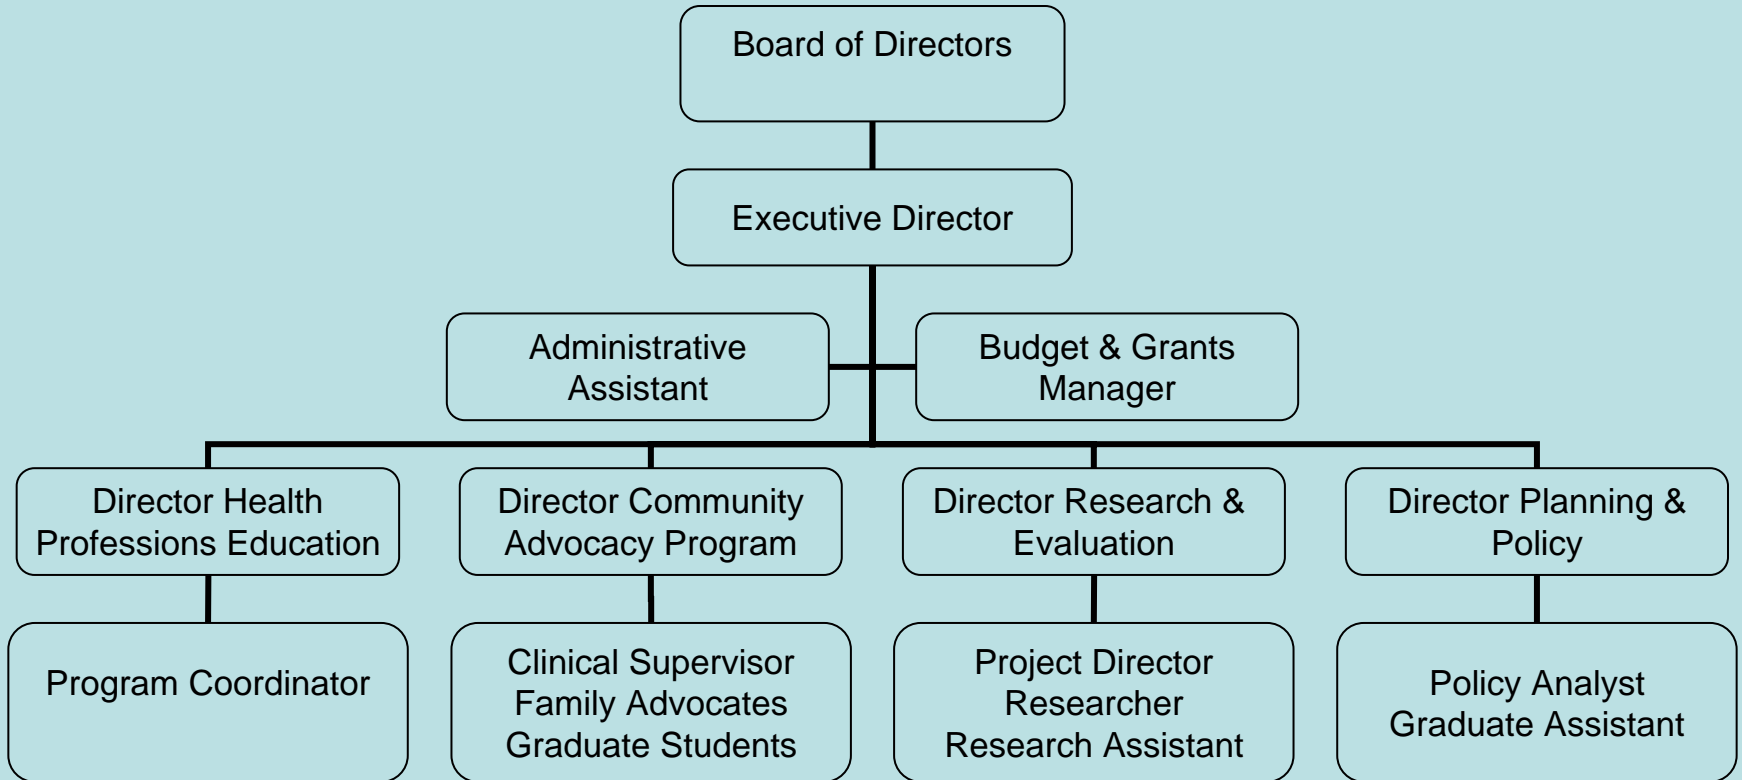 Board of Directors
Executive Director
Administrative
Assistant
Budget & Grants
Manager
Director Health
Professions Education
Director Community
Advocacy Program
Director Research &
Evaluation
Director Planning &
Policy
Program Coordinator
Clinical Supervisor
Family Advocates
Graduate Students
Project Director
Researcher
Research Assistant
Policy Analyst
Graduate Assistant